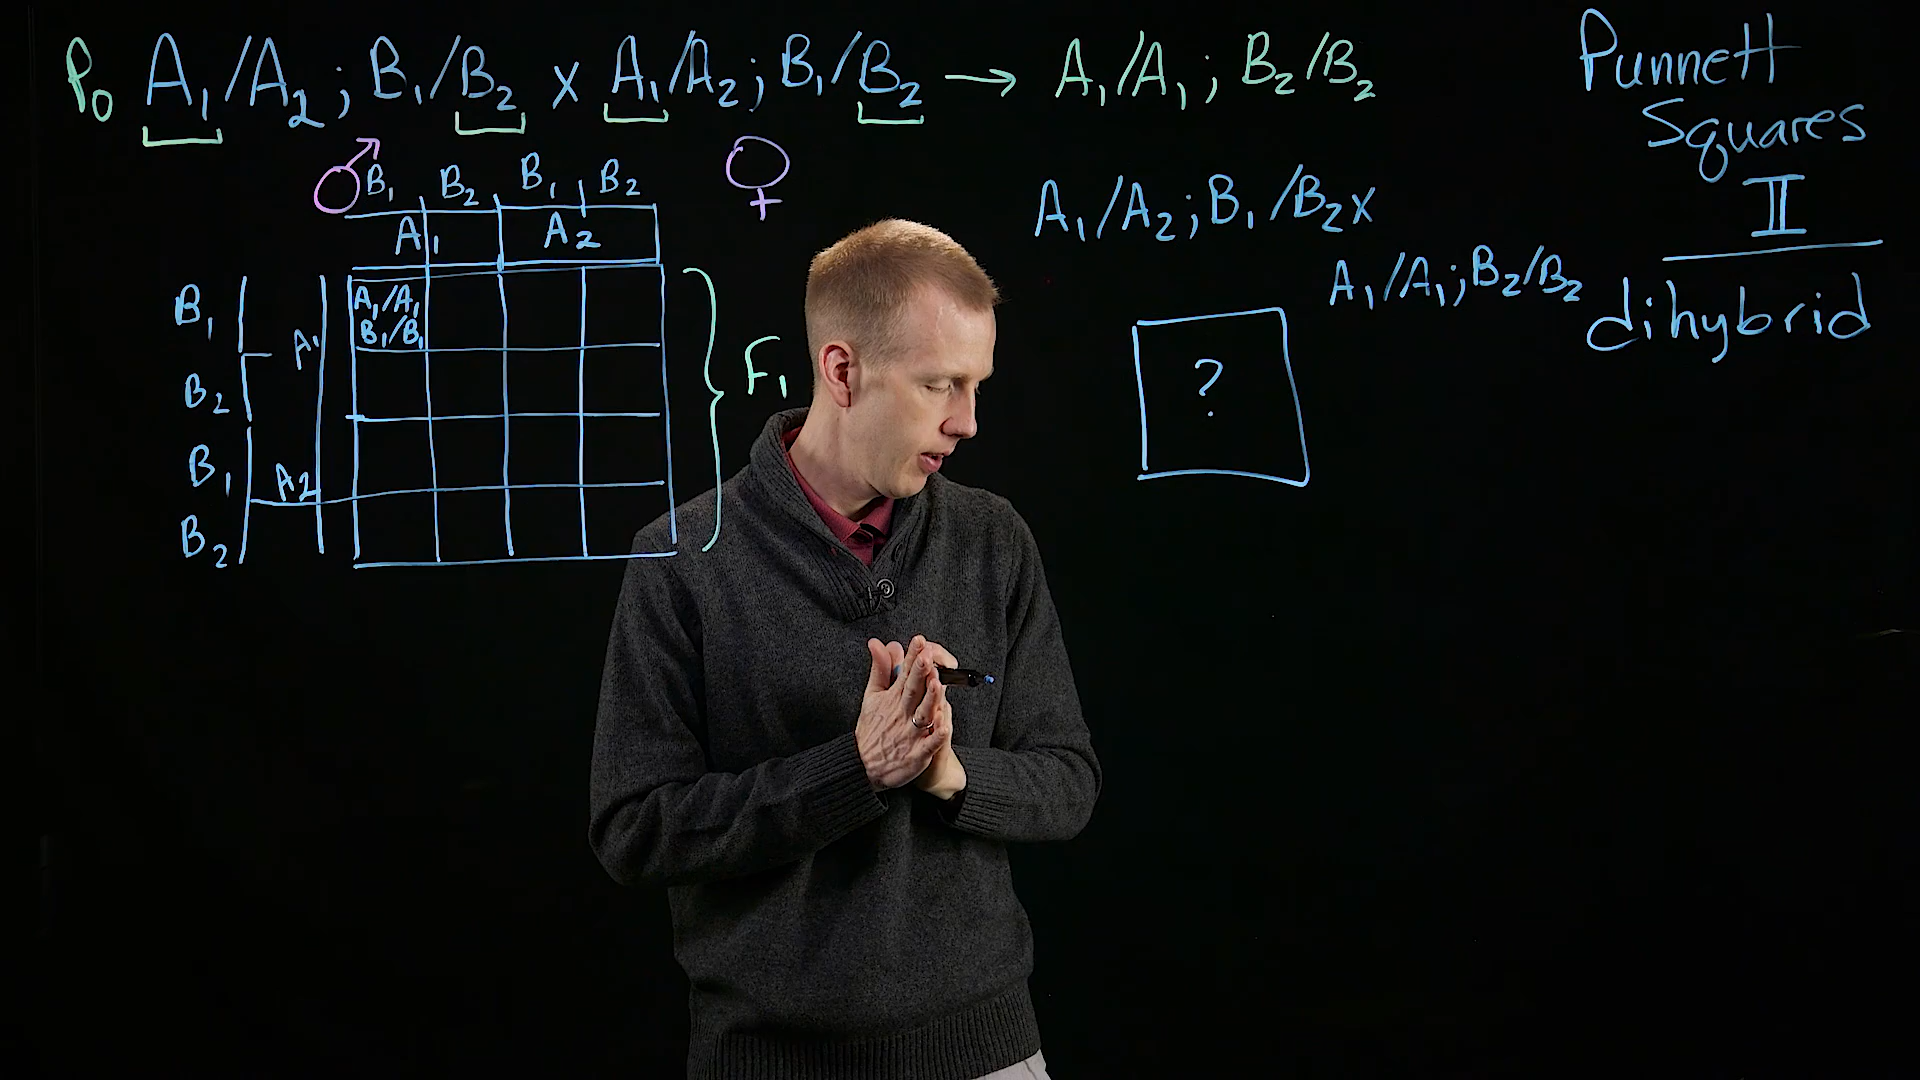 P₀ A₁/A₂; B₁/B₂ x A₁/A₂; B₁/B₂ → A₁/A₁; B₂/B₂
Punnett
Squares
II
dihybrid
♂ ♀
B₁ B₂ B₁ B₂
A₁ A₂
B₁
B₂
A₁
B₁
B₂
A₂
A₁/A₁
B₁/B₁
F₁
A₁/A₂; B₁/B₂ x
A₁/A₁; B₂/B₂
?